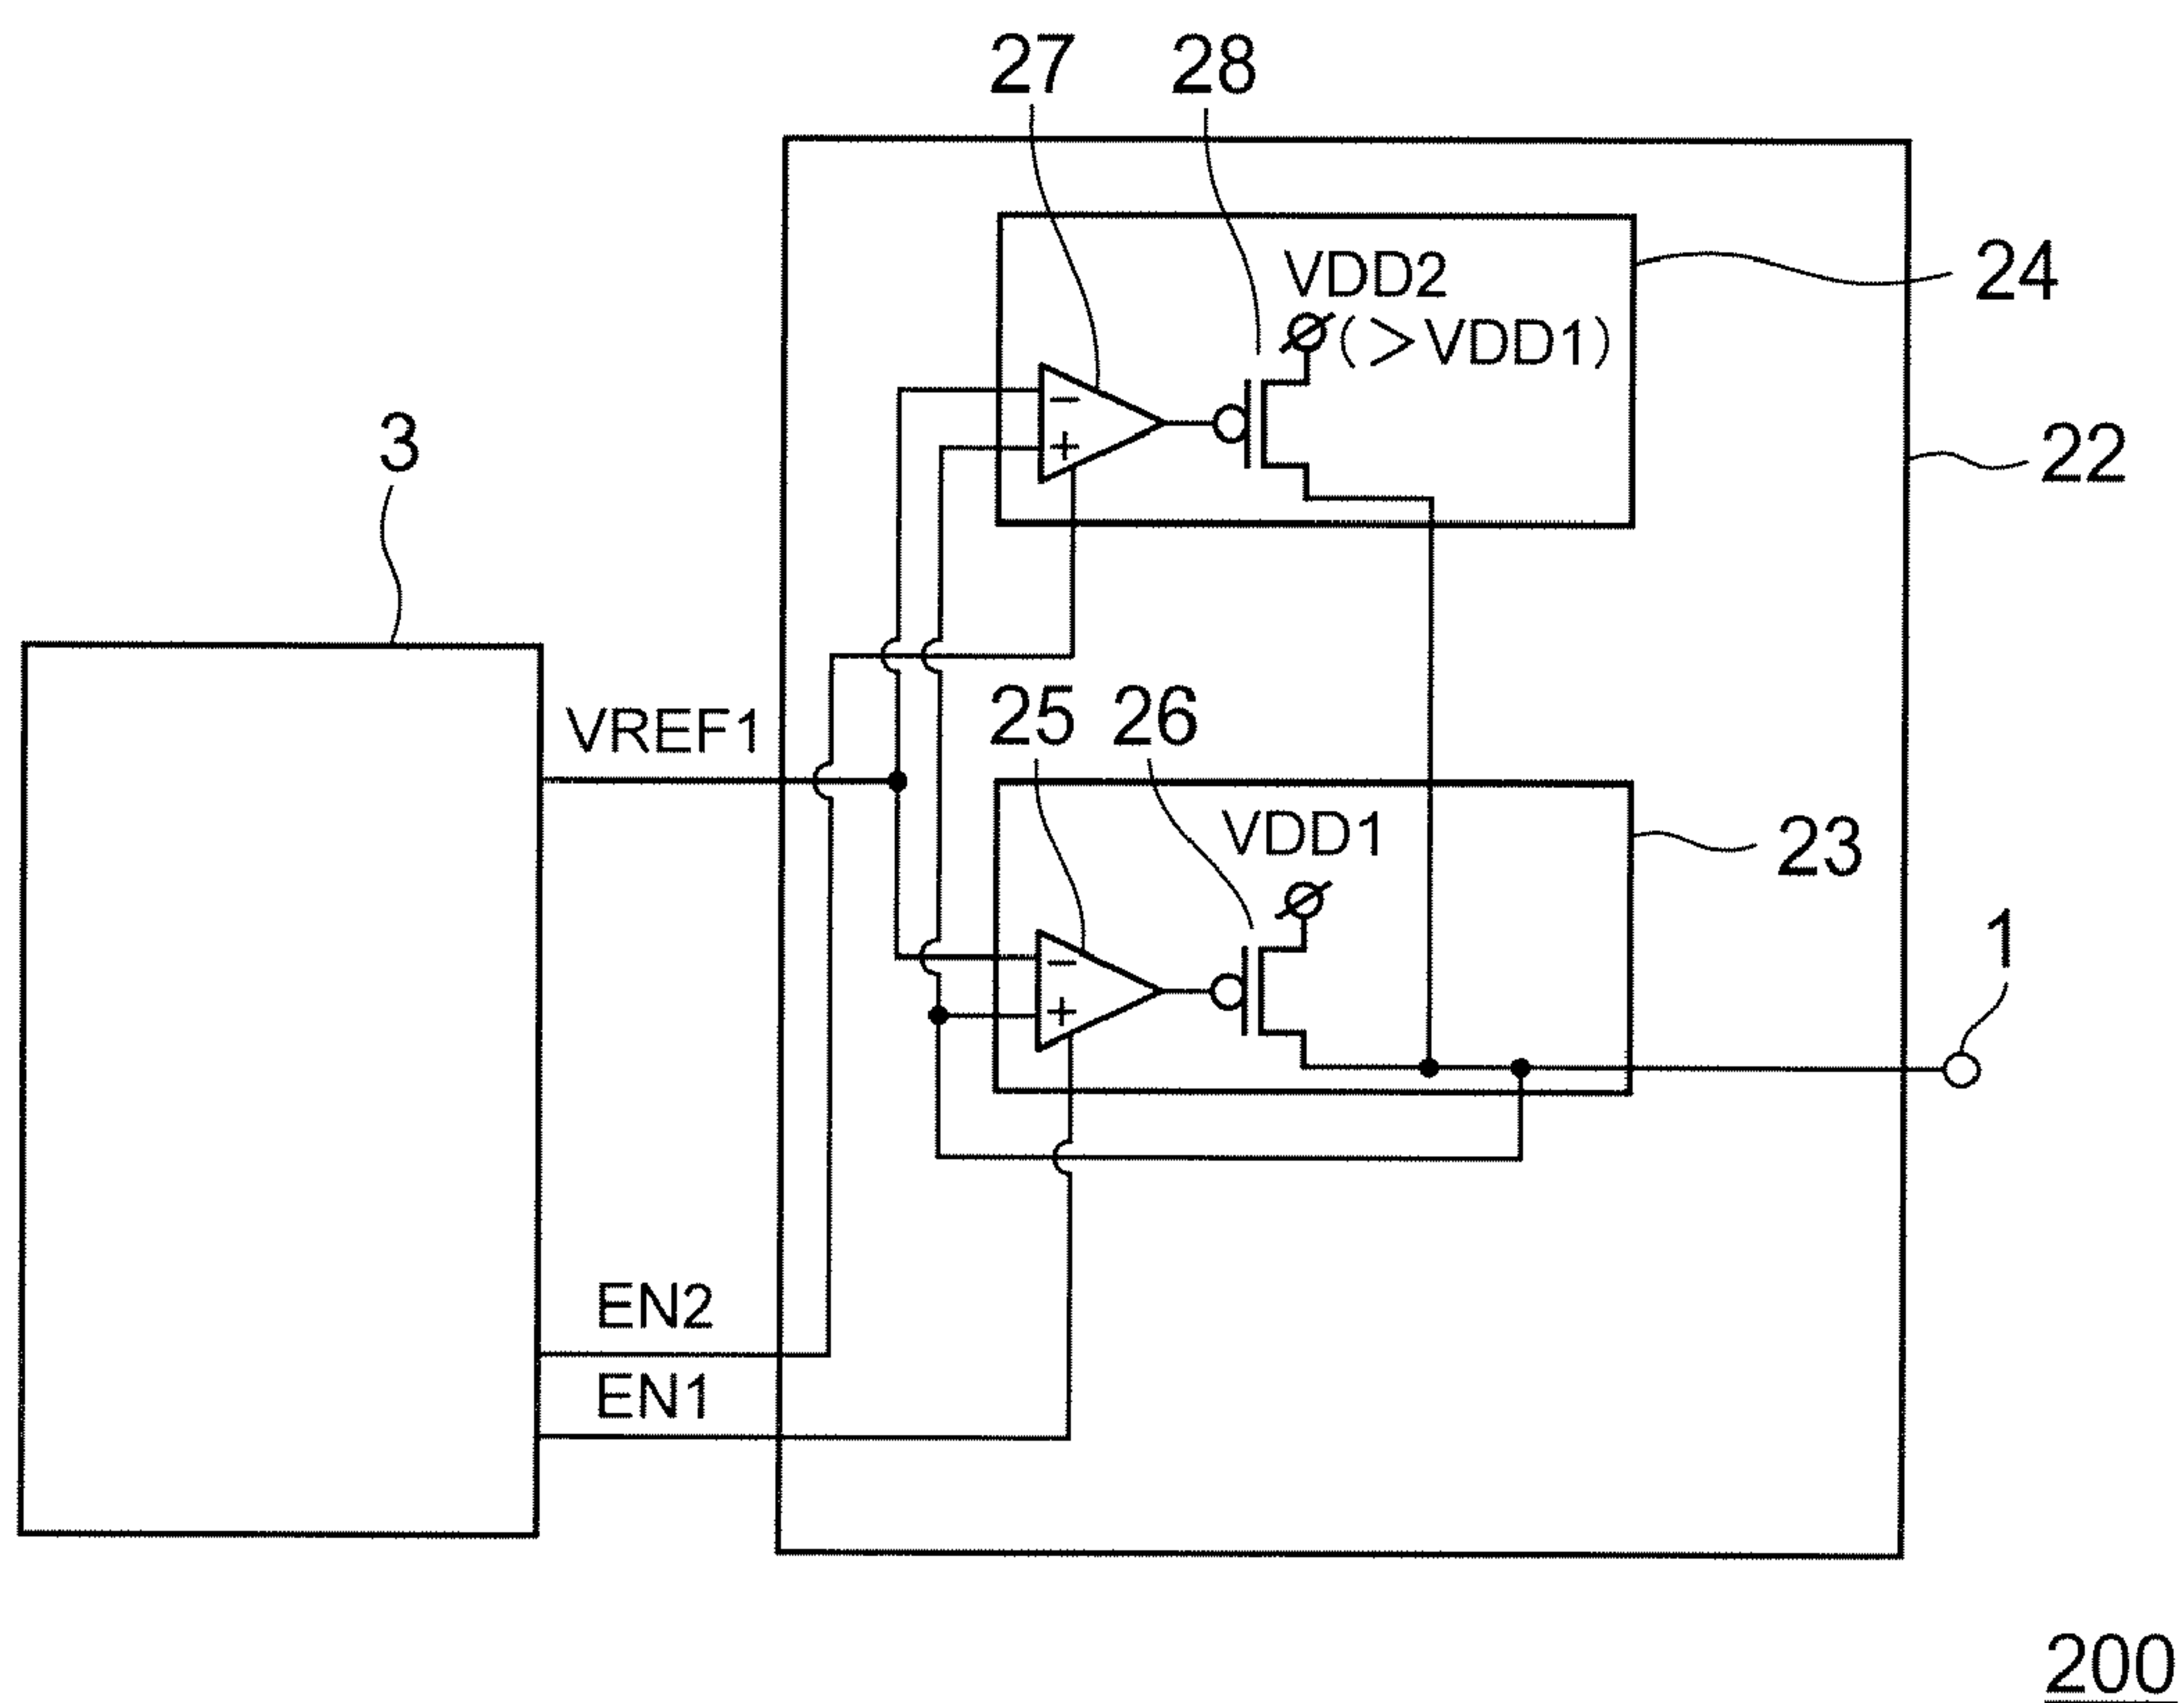 27 28
VDD2
(>VDD1)
24
22
3
−
+
VREF1
25 26
VDD1
23
−
+
1
EN2
EN1
200